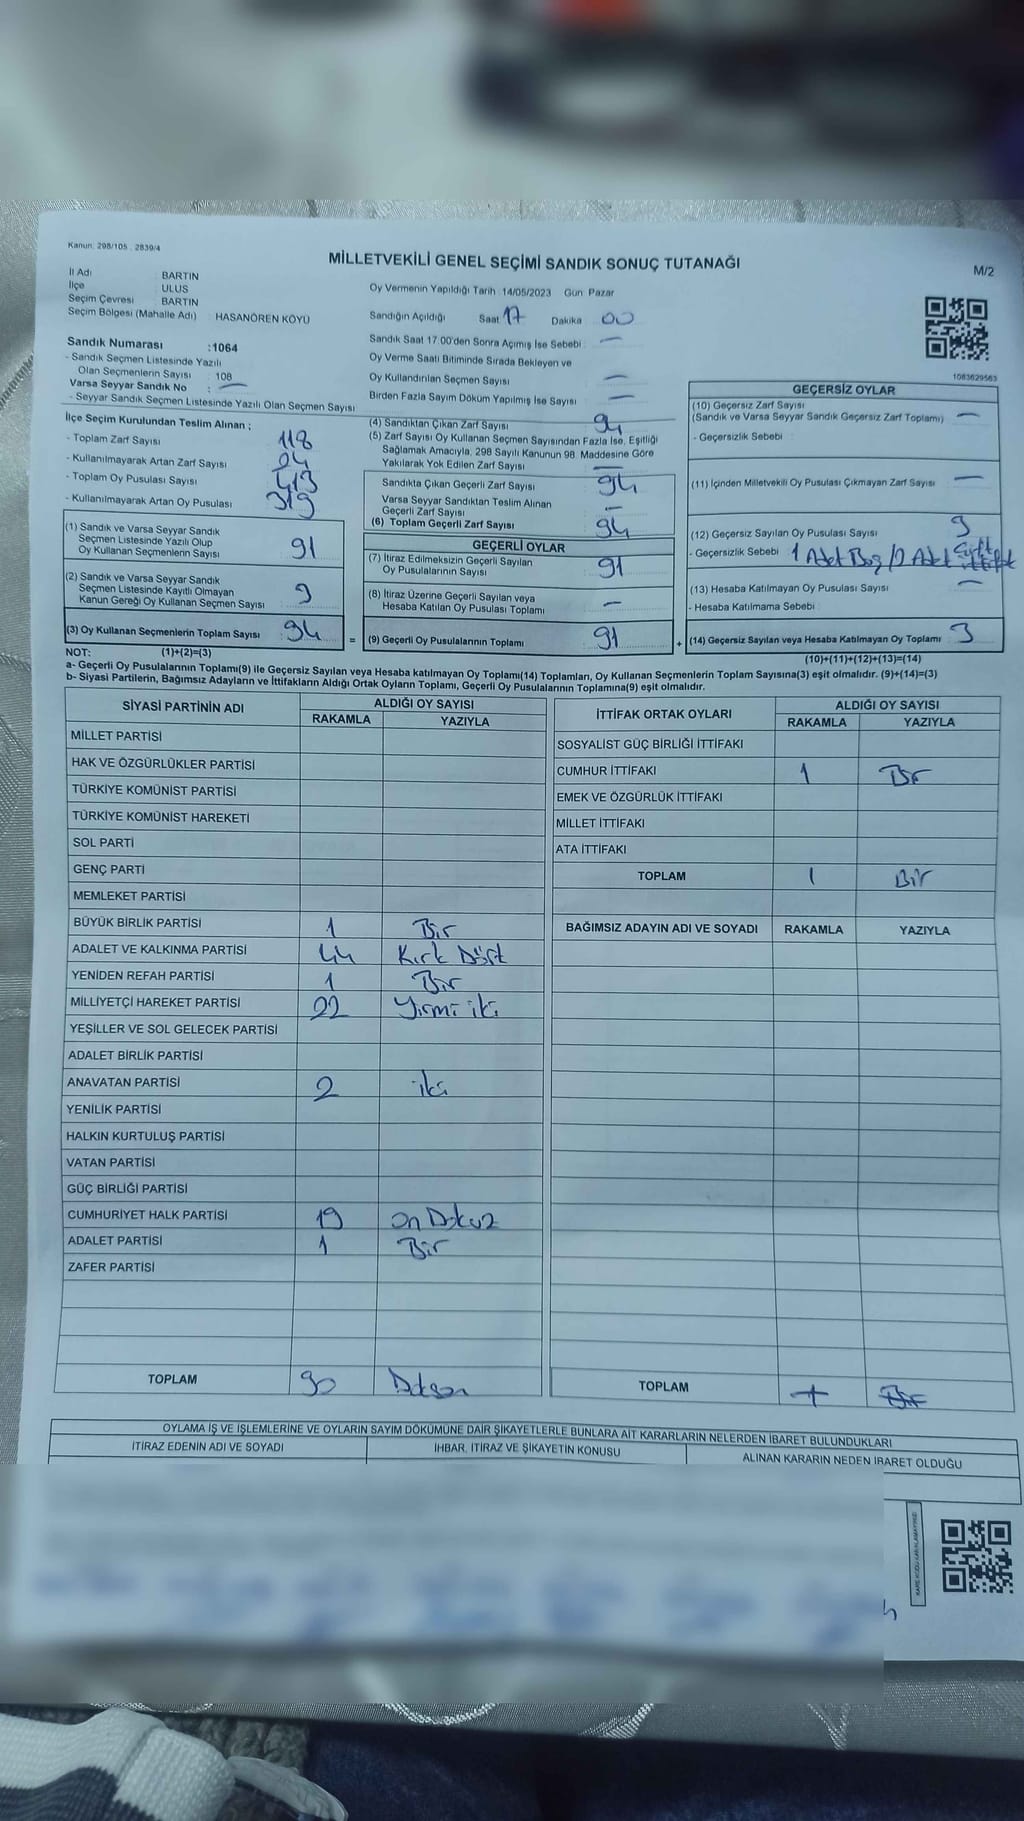 Kanun: 298/105 . 2839/4
MİLLETVEKİLİ GENEL SEÇİMİ SANDIK SONUÇ TUTANAĞI
M/2
İl Adı BARTIN
İlçe ULUS
Seçim Çevresi BARTIN
Seçim Bölgesi (Mahalle Adı) HASANÖREN KÖYÜ
Sandık Numarası :1064
- Sandık Seçmen Listesinde Yazılı
Olan Seçmenlerin Sayısı : 108
Varsa Seyyar Sandık No : —
- Seyyar Sandık Seçmen Listesinde Yazılı Olan Seçmen Sayısı
Oy Vermenin Yapıldığı Tarih : 14/05/2023 Gün: Pazar
Sandığın Açıldığı Saat 17 Dakika 00
Sandık Saat 17.00'den Sonra Açımış İse Sebebi : —
Oy Verme Saati Bitiminde Sırada Bekleyen ve
Oy Kullandırılan Seçmen Sayısı —
Birden Fazla Sayım Döküm Yapılmış İse Sayısı —
1083629563
İlçe Seçim Kurulundan Teslim Alınan ;
- Toplam Zarf Sayısı 118
- Kullanılmayarak Artan Zarf Sayısı 24
- Toplam Oy Pusulası Sayısı 413
- Kullanılmayarak Artan Oy Pusulası 319
(1) Sandık ve Varsa Seyyar Sandık
Seçmen Listesinde Yazılı Olup
Oy Kullanan Seçmenlerin Sayısı 91
(2) Sandık ve Varsa Seyyar Sandık
Seçmen Listesinde Kayıtlı Olmayan
Kanun Gereği Oy Kullanan Seçmen Sayısı 3
(3) Oy Kullanan Seçmenlerin Toplam Sayısı 94 =
(4) Sandıktan Çıkan Zarf Sayısı 94
(5) Zarf Sayısı Oy Kullanan Seçmen Sayısından Fazla İse, Eşitliği
Sağlamak Amacıyla, 298 Sayılı Kanunun 98. Maddesine Göre
Yakılarak Yok Edilen Zarf Sayısı —
Sandıkta Çıkan Geçerli Zarf Sayısı 94
Varsa Seyyar Sandıktan Teslim Alınan
Geçerli Zarf Sayısı —
(6) Toplam Geçerli Zarf Sayısı 94
GEÇERLİ OYLAR
(7) İtiraz Edilmeksizin Geçerli Sayılan
Oy Pusulalarının Sayısı 91
(8) İtiraz Üzerine Geçerli Sayılan veya
Hesaba Katılan Oy Pusulası Toplamı —
(9) Geçerli Oy Pusulalarının Toplamı 91 +
GEÇERSİZ OYLAR
(10) Geçersiz Zarf Sayısı
(Sandık ve Varsa Seyyar Sandık Geçersiz Zarf Toplamı) —
- Geçersizlik Sebebi :
(11) İçinden Milletvekili Oy Pusulası Çıkmayan Zarf Sayısı —
(12) Geçersiz Sayılan Oy Pusulası Sayısı 3
- Geçersizlik Sebebi 1 Adet Boş / 2 Adet
(13) Hesaba Katılmayan Oy Pusulası Sayısı —
- Hesaba Katılmama Sebebi :
(14) Geçersiz Sayılan veya Hesaba Katılmayan Oy Toplamı 3
(10)+(11)+(12)+(13)=(14)
NOT: (1)+(2)=(3)
a- Geçerli Oy Pusulalarının Toplamı(9) ile Geçersiz Sayılan veya Hesaba katılmayan Oy Toplamı(14) Toplamları, Oy Kullanan Seçmenlerin Toplam Sayısına(3) eşit olmalıdır. (9)+(14)=(3)
b- Siyasi Partilerin, Bağımsız Adayların ve İttifakların Aldığı Ortak Oyların Toplamı, Geçerli Oy Pusulalarının Toplamına(9) eşit olmalıdır.
SİYASİ PARTİNİN ADI ALDIĞI OY SAYISI
RAKAMLA YAZIYLA
MİLLET PARTİSİ
HAK VE ÖZGÜRLÜKLER PARTİSİ
TÜRKİYE KOMÜNİST PARTİSİ
TÜRKİYE KOMÜNİST HAREKETİ
SOL PARTİ
GENÇ PARTİ
MEMLEKET PARTİSİ
BÜYÜK BİRLİK PARTİSİ 1 Bir
ADALET VE KALKINMA PARTİSİ 44 Kırk Dört
YENİDEN REFAH PARTİSİ 1 Bir
MİLLİYETÇİ HAREKET PARTİSİ 22 Yirmi iki
YEŞİLLER VE SOL GELECEK PARTİSİ
ADALET BİRLİK PARTİSİ
ANAVATAN PARTİSİ 2 iki
YENİLİK PARTİSİ
HALKIN KURTULUŞ PARTİSİ
VATAN PARTİSİ
GÜÇ BİRLİĞİ PARTİSİ
CUMHURİYET HALK PARTİSİ 19 On Dokuz
ADALET PARTİSİ 1 Bir
ZAFER PARTİSİ
TOPLAM 90 Doksan
İTTİFAK ORTAK OYLARI ALDIĞI OY SAYISI
RAKAMLA YAZIYLA
SOSYALİST GÜÇ BİRLİĞİ İTTİFAKI
CUMHUR İTTİFAKI 1 Bir
EMEK VE ÖZGÜRLÜK İTTİFAKI
MİLLET İTTİFAKI
ATA İTTİFAKI
TOPLAM 1 Bir
BAĞIMSIZ ADAYIN ADI VE SOYADI RAKAMLA YAZIYLA
TOPLAM 1 Bir
OYLAMA İŞ VE İŞLEMLERİNE VE OYLARIN SAYIM DÖKÜMÜNE DAİR ŞİKAYETLERLE BUNLARA AİT KARARLARIN NELERDEN İBARET BULUNDUKLARI
İTİRAZ EDENİN ADI VE SOYADI İHBAR, İTİRAZ VE ŞİKAYETİN KONUSU ALINAN KARARIN NEDEN İBARET OLDUĞU